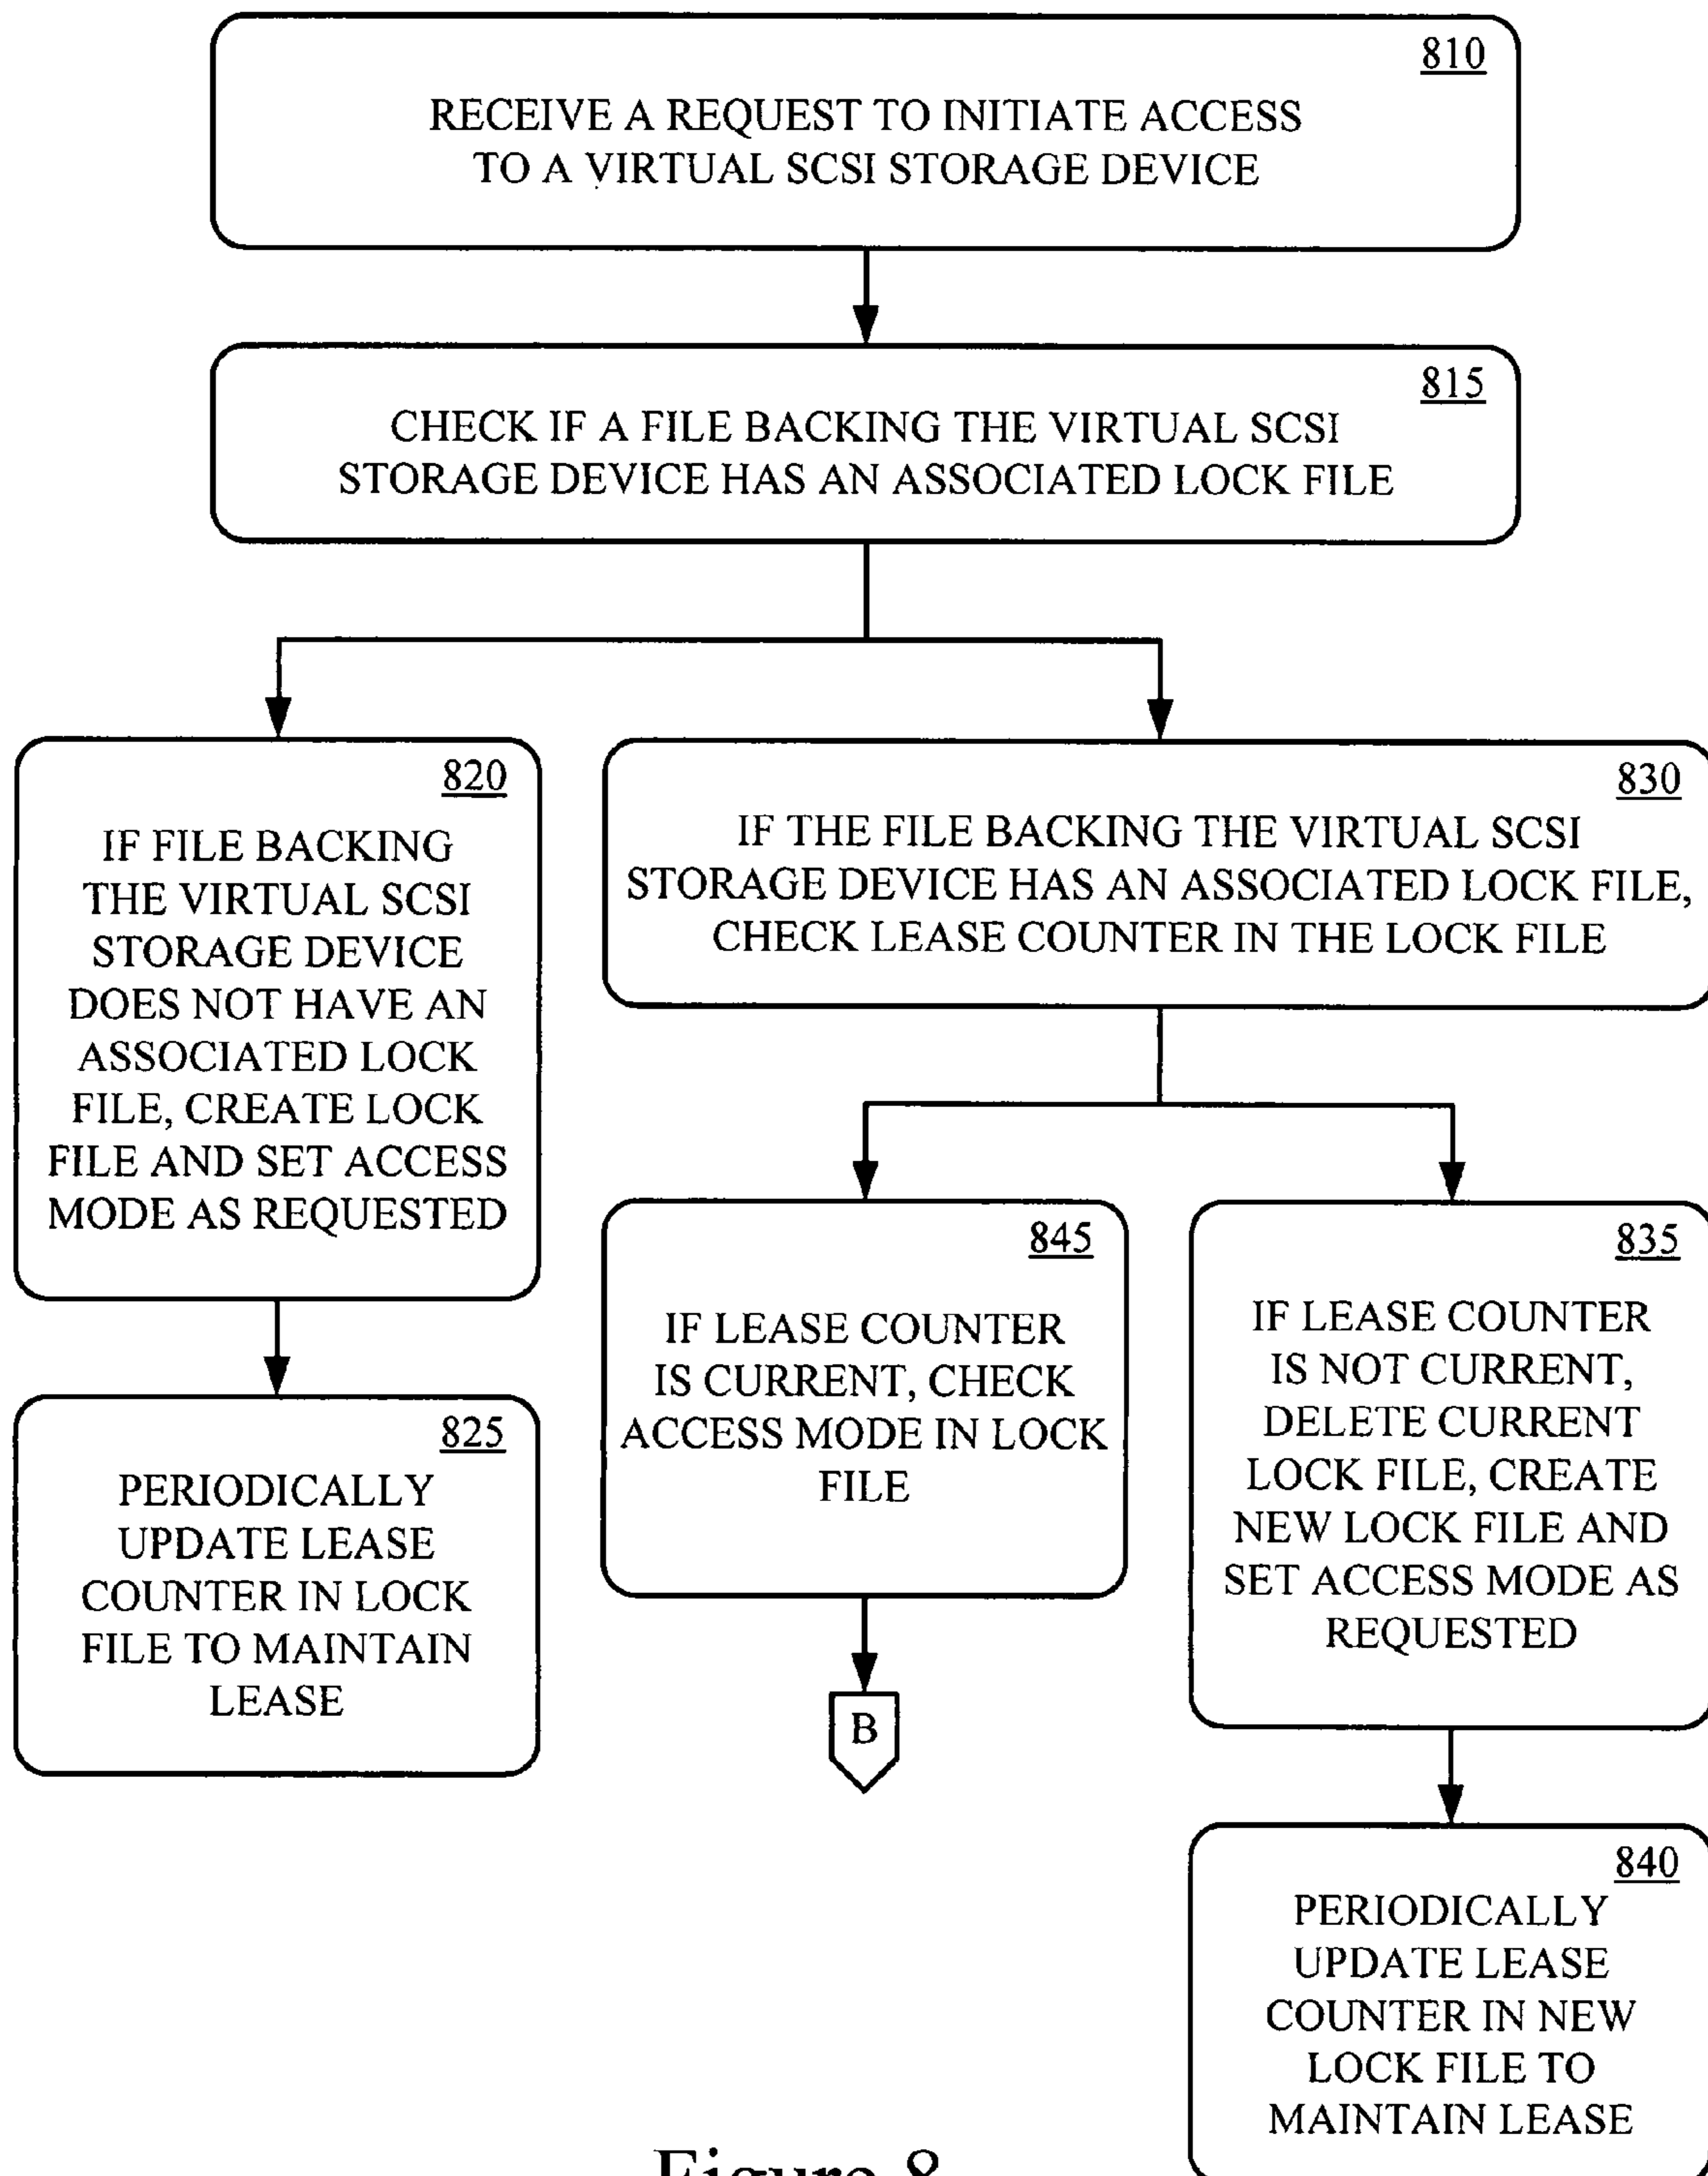 810
RECEIVE A REQUEST TO INITIATE ACCESS
TO A VIRTUAL SCSI STORAGE DEVICE
815
CHECK IF A FILE BACKING THE VIRTUAL SCSI
STORAGE DEVICE HAS AN ASSOCIATED LOCK FILE
820
IF FILE BACKING
THE VIRTUAL SCSI
STORAGE DEVICE
DOES NOT HAVE AN
ASSOCIATED LOCK
FILE, CREATE LOCK
FILE AND SET ACCESS
MODE AS REQUESTED
830
IF THE FILE BACKING THE VIRTUAL SCSI
STORAGE DEVICE HAS AN ASSOCIATED LOCK FILE,
CHECK LEASE COUNTER IN THE LOCK FILE
825
PERIODICALLY
UPDATE LEASE
COUNTER IN LOCK
FILE TO MAINTAIN
LEASE
845
IF LEASE COUNTER
IS CURRENT, CHECK
ACCESS MODE IN LOCK
FILE
B
835
IF LEASE COUNTER
IS NOT CURRENT,
DELETE CURRENT
LOCK FILE, CREATE
NEW LOCK FILE AND
SET ACCESS MODE AS
REQUESTED
840
PERIODICALLY
UPDATE LEASE
COUNTER IN NEW
LOCK FILE TO
MAINTAIN LEASE
Figure 8